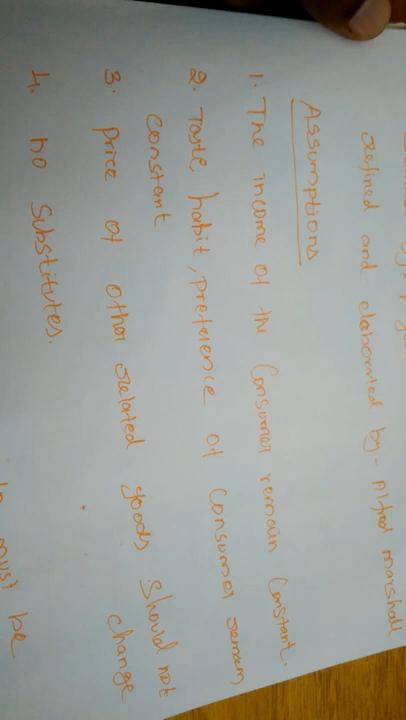 refined and elaborated by - Alfred marshall
Assumptions
1. The income of the Consumer remain Constant.
2. Taste, habit, preference of Consumer remain
Constant
3. price of other related goods should not
change
4. no Substitutes.
must be